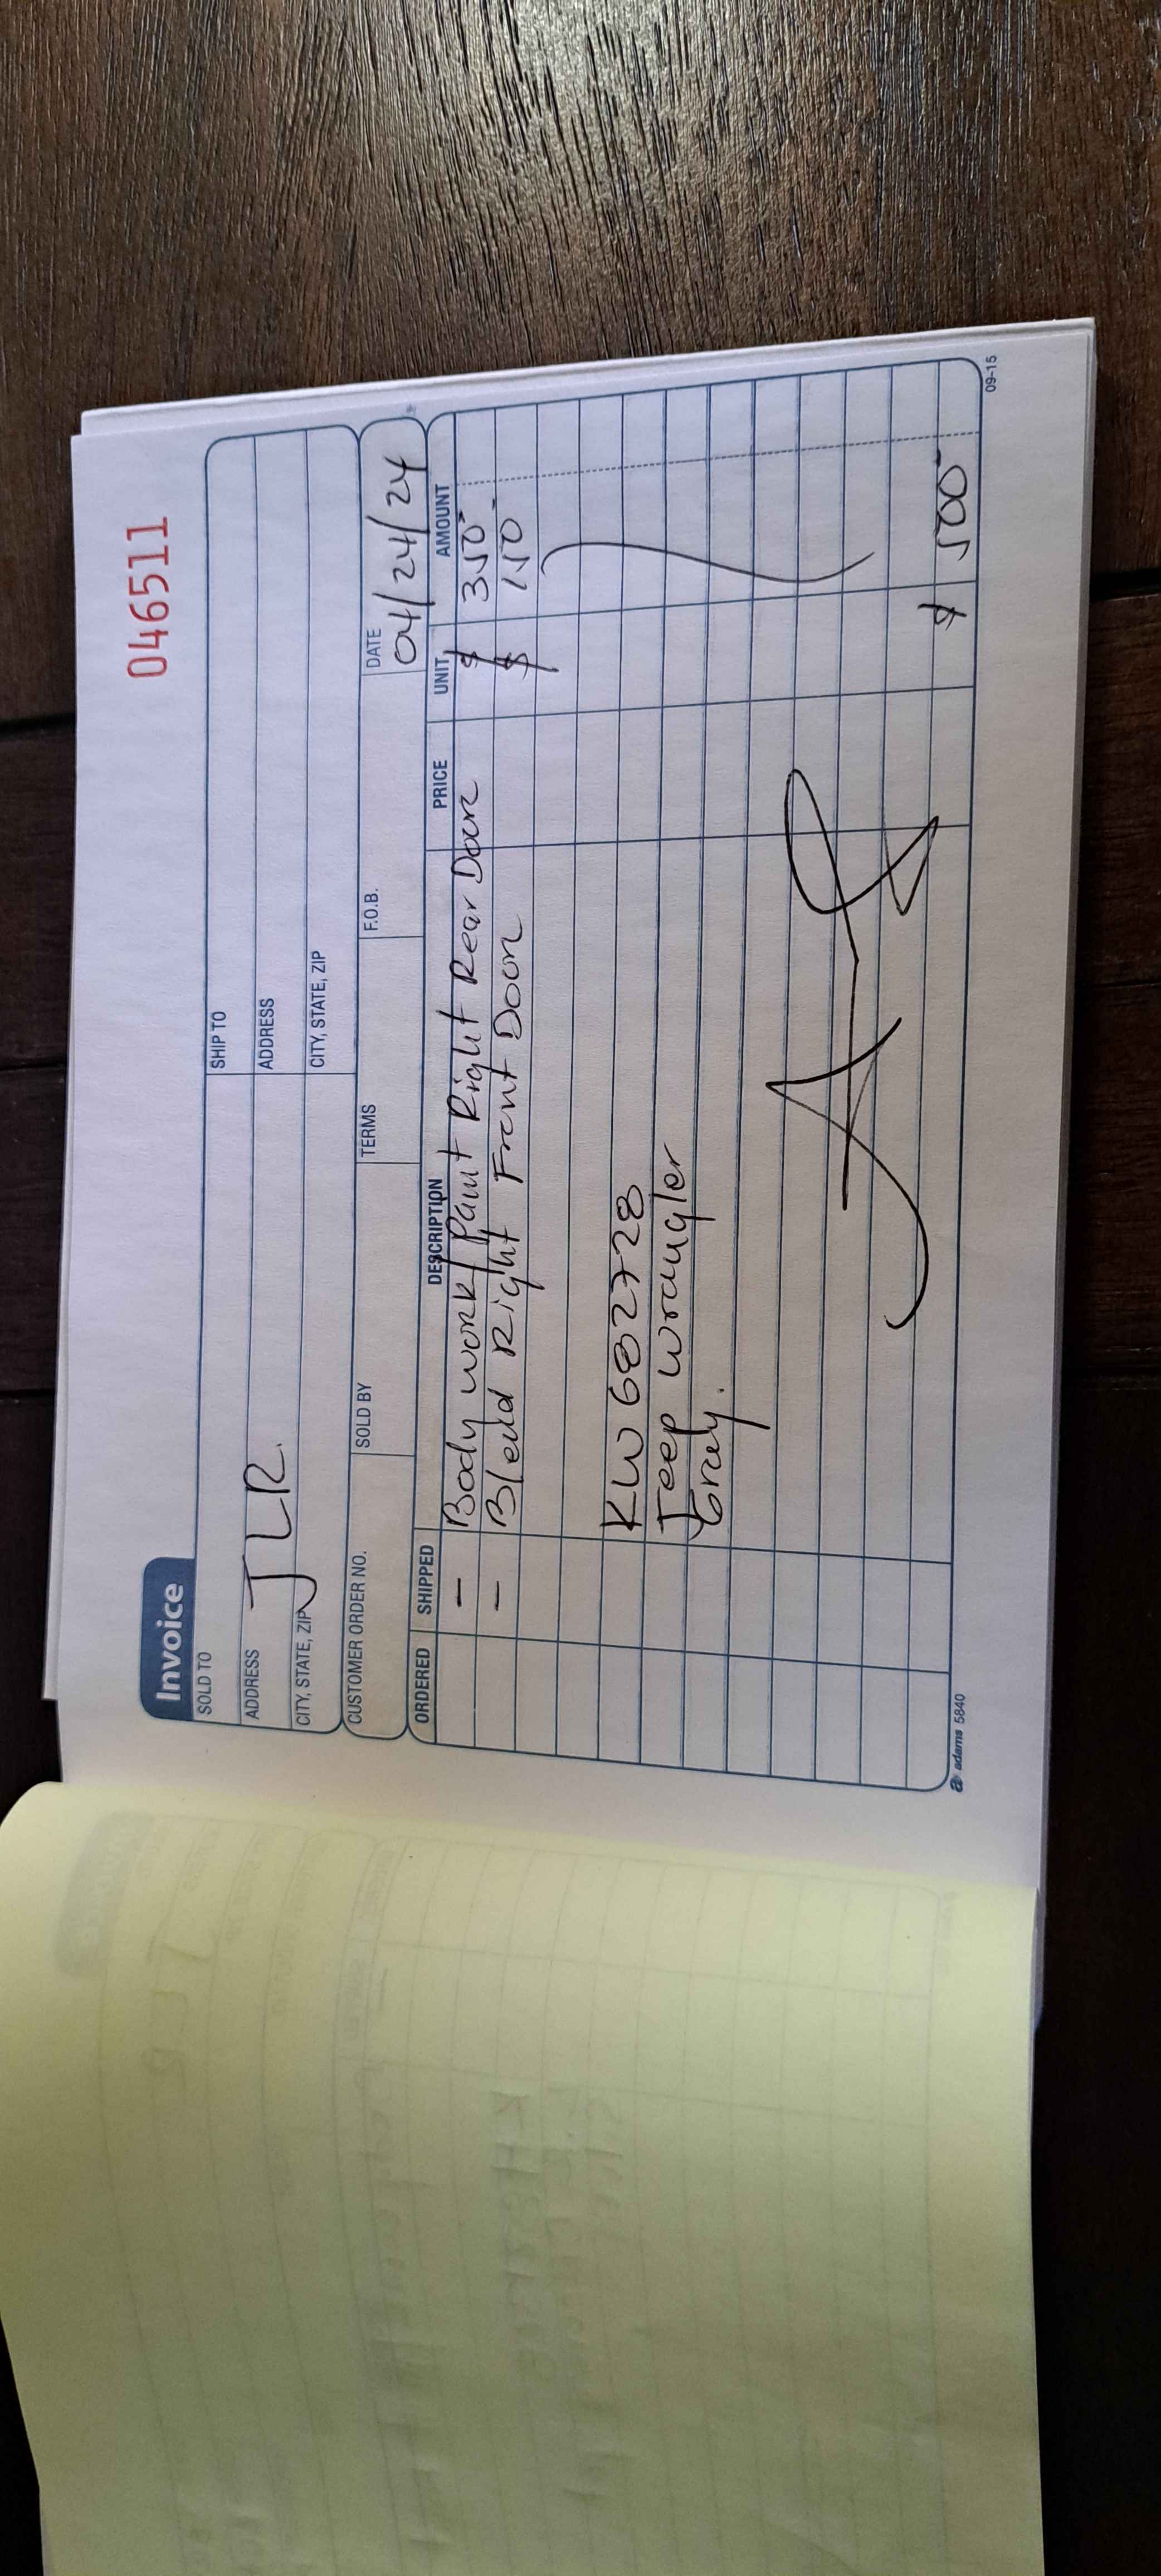 046511
Invoice
SOLD TO
SHIP TO
ADDRESS
ADDRESS
JLR.
CITY, STATE, ZIP
CITY, STATE, ZIP
CUSTOMER ORDER NO. SOLD BY TERMS F.O.B. DATE
04/24/24
ORDERED SHIPPED DESCRIPTION PRICE UNIT AMOUNT
– Body work/Paint Right Rear Door $ 350-
– Blend Right Front Door $ 150-
KW682728
Jeep Wrangler
Gray.
$ 500-
adams 5840
09-15